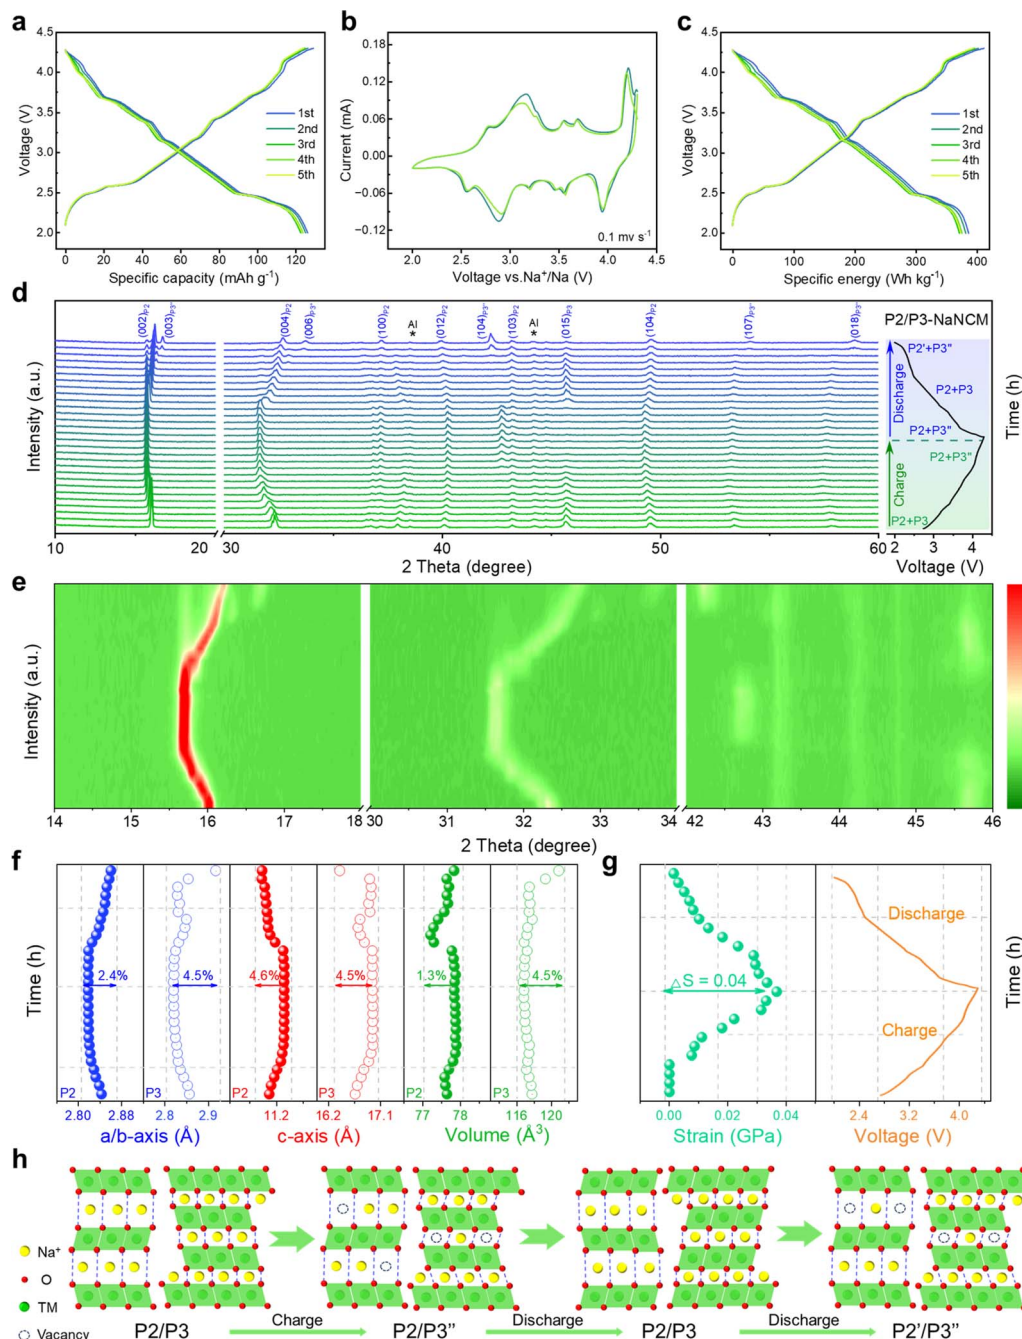 a
4.5
4.0
3.5
3.0
2.5
2.0
Voltage (V)
1st
2nd
3rd
4th
5th
0 20 40 60 80 100 120
Specific capacity (mAh g⁻¹)
b
0.18
0.12
0.06
0.00
−0.06
−0.12
Current (mA)
0.1 mv s⁻¹
2.0 2.5 3.0 3.5 4.0 4.5
Voltage vs.Na⁺/Na (V)
c
4.5
4.0
3.5
3.0
2.5
2.0
Voltage (V)
1st
2nd
3rd
4th
5th
0 100 200 300 400
Specific energy (Wh kg⁻¹)
d
Intensity (a.u.)
(002)P2
(003)P3"
(004)P2
(006)P3"
(100)P2
Al
*
(012)P2
(104)P3"
(103)P2
Al
*
(015)P3
(104)P2
(107)P3"
(018)P3"
10 20 30 40 50 60
2 Theta (degree)
P2/P3-NaNCM
P2'+P3"
Discharge
P2+P3
P2+P3"
P2+P3"
Charge
P2+P3
Time (h)
2 3 4
Voltage (V)
e
Intensity (a.u.)
14 15 16 17 18 30 31 32 33 34 42 43 44 45 46
2 Theta (degree)
f
Time (h)
2.4%
4.5%
4.6%
4.5%
1.3%
4.5%
P2
P3
P2
P3
P2
P3
2.80 2.88 2.8 2.9 11.2 16.2 17.1 77 78 116 120
a/b-axis (Å)
c-axis (Å)
Volume (Å³)
g
△S = 0.04
Discharge
Charge
Time (h)
0.00 0.02 0.04 2.4 3.2 4.0
Strain (GPa)
Voltage (V)
h
Na⁺
O
TM
Vacancy
P2/P3
Charge
P2/P3"
Discharge
P2/P3
Discharge
P2'/P3"